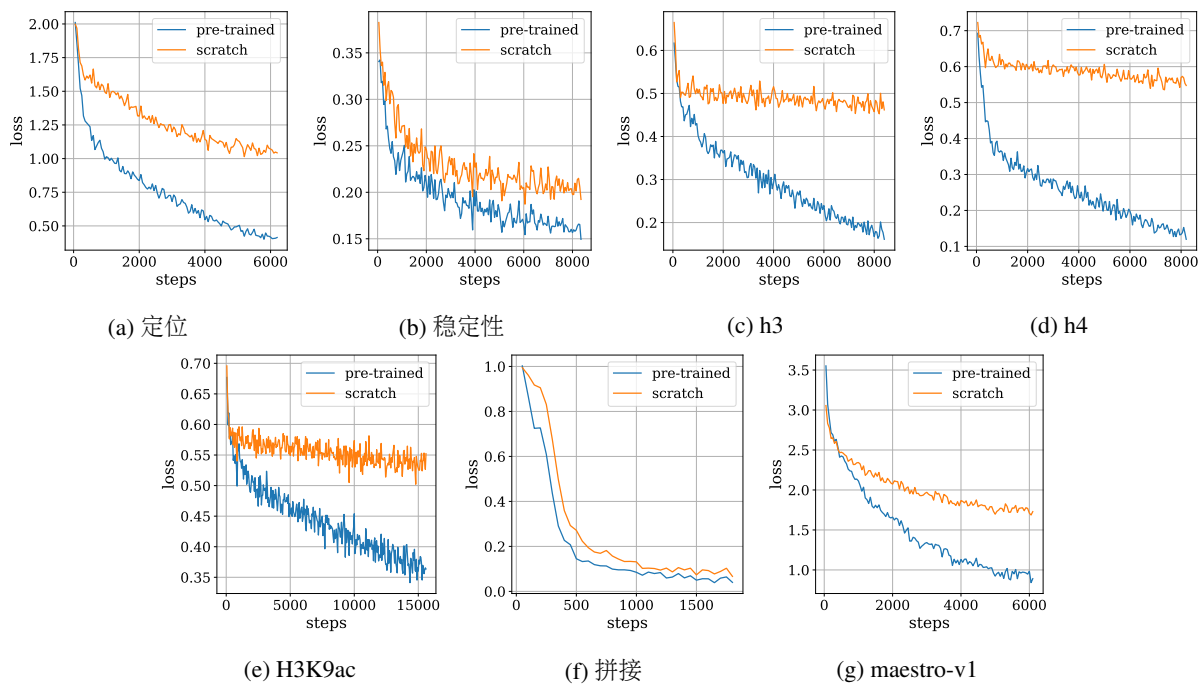 2.00
1.75
1.50
1.25
1.00
0.75
0.50
loss
0 2000 4000 6000
steps
pre-trained
scratch
(a) 定位
0.35
0.30
0.25
0.20
0.15
loss
0 2000 4000 6000 8000
steps
pre-trained
scratch
(b) 稳定性
0.6
0.5
0.4
0.3
0.2
loss
0 2000 4000 6000 8000
steps
pre-trained
scratch
(c) h3
0.7
0.6
0.5
0.4
0.3
0.2
0.1
loss
0 2000 4000 6000 8000
steps
pre-trained
scratch
(d) h4
0.70
0.65
0.60
0.55
0.50
0.45
0.40
0.35
loss
0 5000 10000 15000
steps
pre-trained
scratch
(e) H3K9ac
1.0
0.8
0.6
0.4
0.2
0.0
loss
0 500 1000 1500
steps
pre-trained
scratch
(f) 拼接
3.5
3.0
2.5
2.0
1.5
1.0
loss
0 2000 4000 6000
steps
pre-trained
scratch
(g) maestro-v1